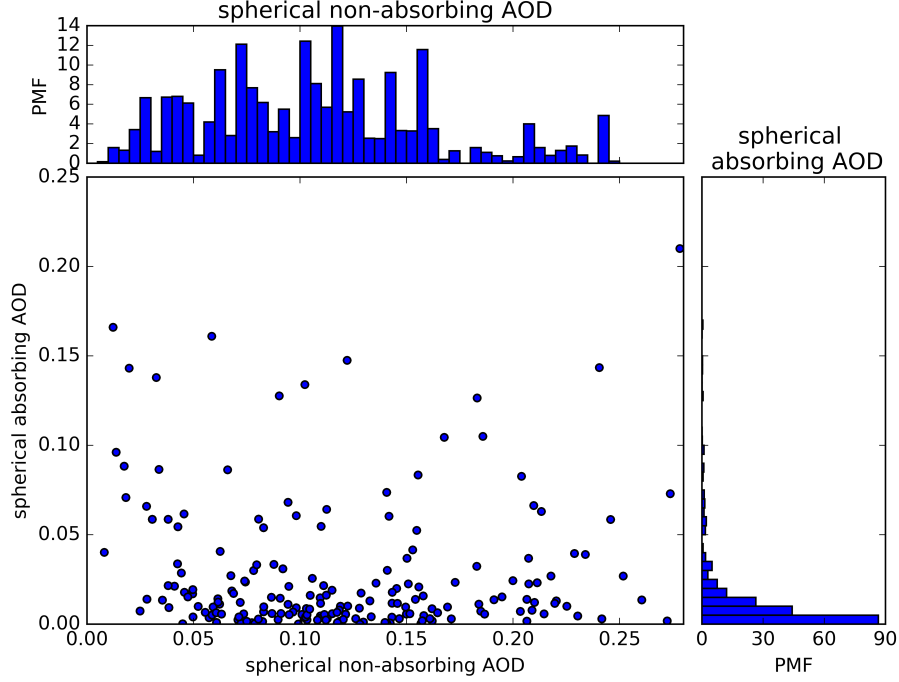 spherical non-absorbing AOD
14
12
10
8
6
4
2
0
PMF
spherical
absorbing AOD
0.25
0.20
0.15
0.10
0.05
0.00
spherical absorbing AOD
0.00 0.05 0.10 0.15 0.20 0.25
spherical non-absorbing AOD
0 30 60 90
PMF